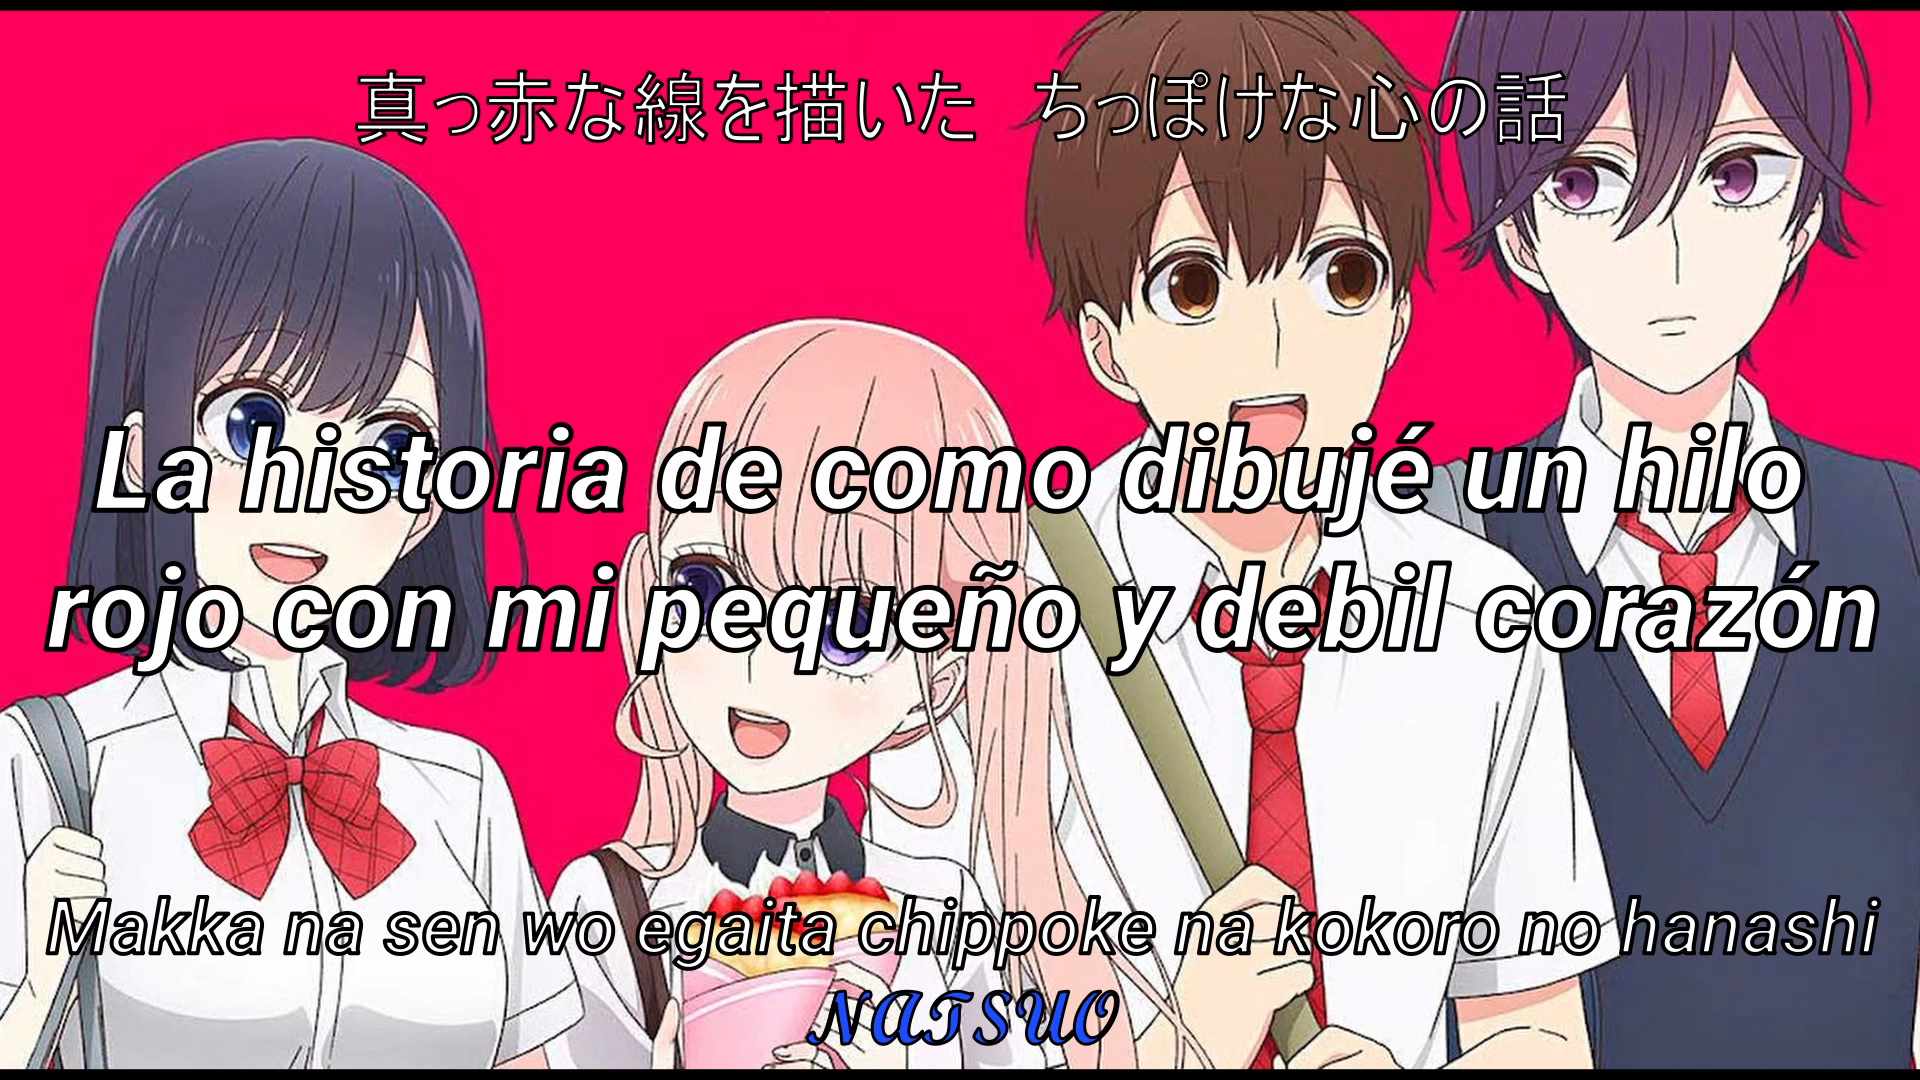 真っ赤な線を描いた　ちっぽけな心の話
La historia de como dibujé un hilo
rojo con mi pequeño y debil corazón
Makka na sen wo egaita chippoke na kokoro no hanashi
NATSUO